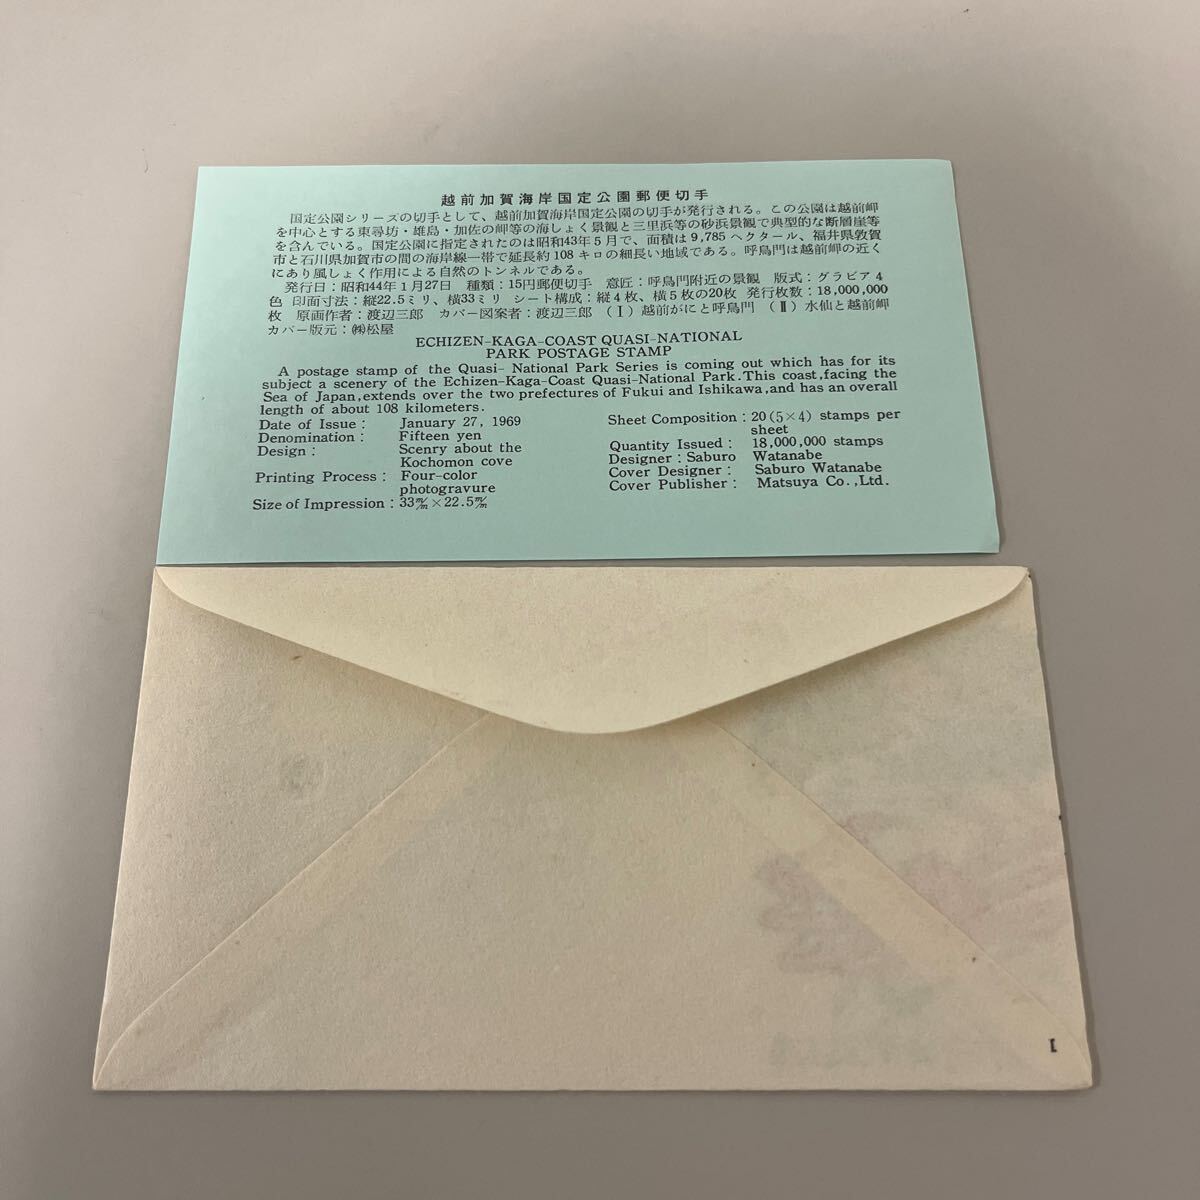 越前加賀海岸国定公園郵便切手
国定公園シリーズの切手として、越前加賀海岸国定公園の切手が発行される。この公園は越前岬
を中心とする東尋坊・雄島・加佐の岬等の海しょく景観と三里浜等の砂浜景観で典型的な断層崖等
を含んでいる。国定公園に指定されたのは昭和43年5月で、面積は9,785ヘクタール、福井県敦賀
市と石川県加賀市の間の海岸線一帯で延長約108キロの細長い地域である。呼鳥門は越前岬の近く
にあり風しょく作用による自然のトンネルである。
発行日：昭和44年1月27日 種類：15円郵便切手 意匠：呼鳥門附近の景観 版式：グラビア4
色 印面寸法：縦22.5ミリ、横33ミリ シート構成：縦4枚、横5枚の20枚 発行枚数：18,000,000
枚 原画作者：渡辺三郎 カバー図案者：渡辺三郎 (Ⅰ)越前がにと呼鳥門 (Ⅱ)水仙と越前岬
カバー版元：㈱松屋
ECHIZEN-KAGA-COAST QUASI-NATIONAL
PARK POSTAGE STAMP
A postage stamp of the Quasi- National Park Series is coming out which has for its
subject a scenery of the Echizen-Kaga-Coast Quasi-National Park.This coast,facing the
Sea of Japan,extends over the two prefectures of Fukui and Ishikawa,and has an overall
length of about 108 kilometers.
Date of Issue: January 27, 1969
Denomination: Fifteen yen
Design: Scenry about the
Kochomon cove
Printing Process: Four-color
photogravure
Size of Impression: 33m/m×22.5m/m
Sheet Composition: 20(5×4) stamps per
sheet
Quantity Issued: 18,000,000 stamps
Designer: Saburo Watanabe
Cover Designer: Saburo Watanabe
Cover Publisher: Matsuya Co.,Ltd.
1